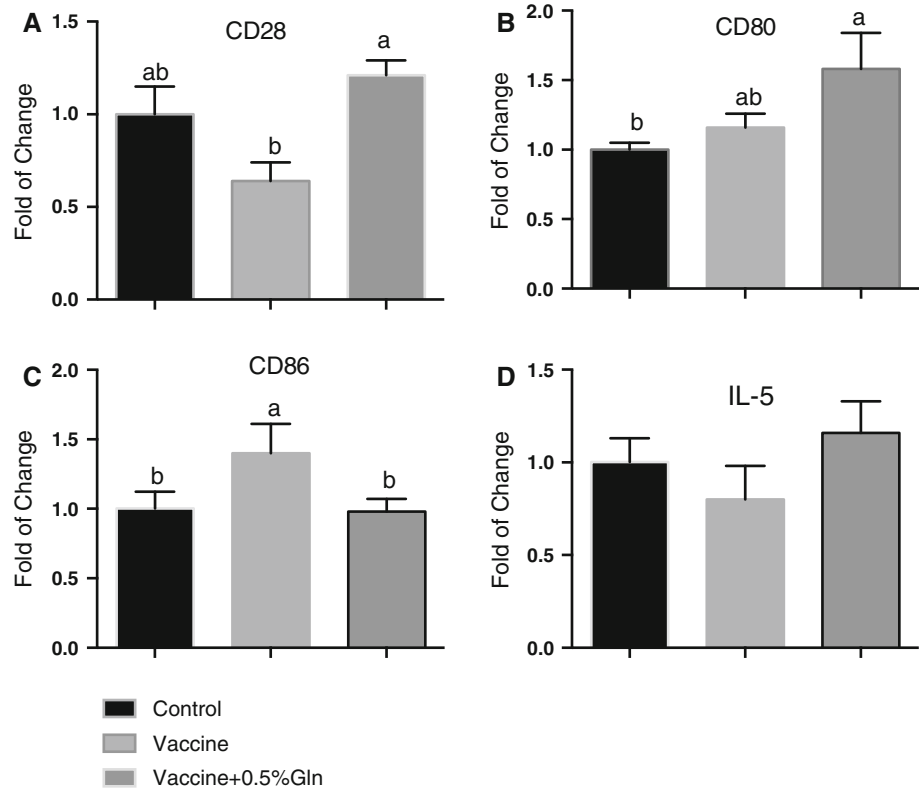 A
CD28
Fold of Change
1.5
1.0
0.5
0.0
ab
b
a
B
CD80
Fold of Change
2.0
1.5
1.0
0.5
0.0
b
ab
a
C
CD86
Fold of Change
2.0
1.5
1.0
0.5
0.0
b
a
b
D
IL-5
Fold of Change
1.5
1.0
0.5
0.0
Control
Vaccine
Vaccine+0.5%Gln